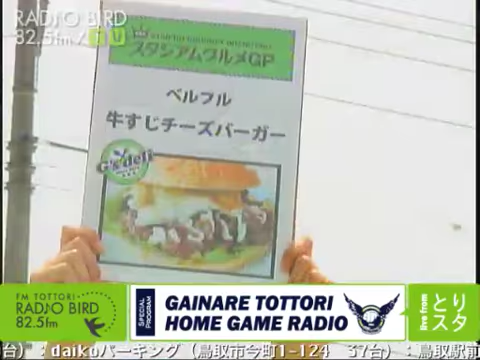 RADIO BIRD
82.5fm
スタジアムグルメGP
ベルフル
牛すじチーズバーガー
G's deli
FM TOTTORI
RADIO BIRD
82.5fm
SPECIAL PROGRAM
GAINARE TOTTORI
HOME GAME RADIO
live from
とり
スタ
台）：daikoパーキング（鳥取市今町1-124　37台）：鳥取駅前